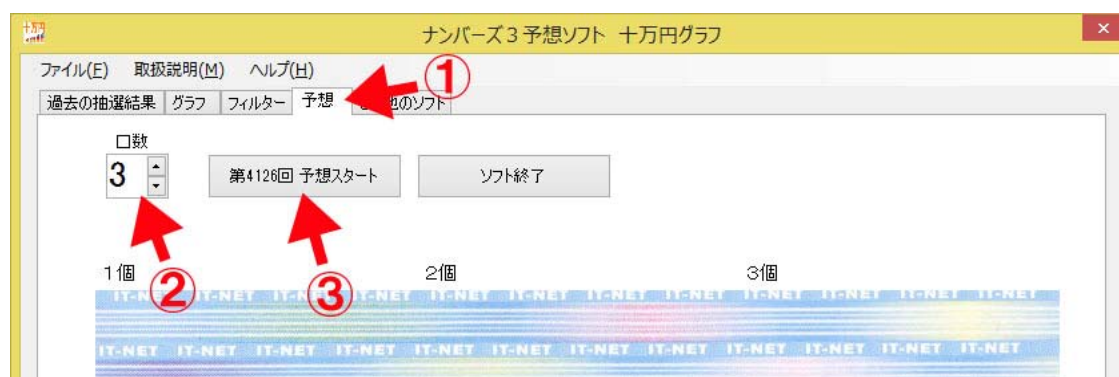 ナンバーズ3予想ソフト 十万円グラフ
ファイル(F) 取扱説明(M) ヘルプ(H)
①
過去の抽選結果 グラフ フィルター 予想 他のソフト
口数
3 第4126回 予想スタート ソフト終了
② ③
1個 2個 3個
IT-NET IT-NET IT-NET IT-NET IT-NET IT-NET IT-NET IT-NET IT-NET IT-NET IT-NET
IT-NET IT-NET IT-NET IT-NET IT-NET IT-NET IT-NET IT-NET IT-NET IT-NET IT-NET IT-NET